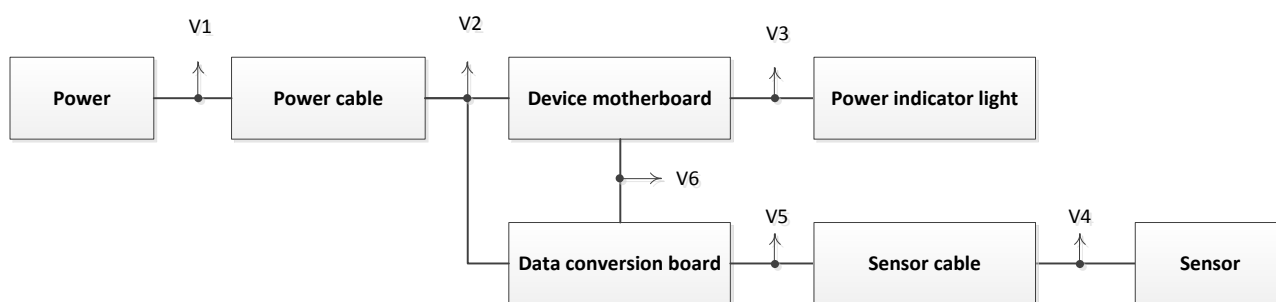 V1
V2
V3
Power
Power cable
Device motherboard
Power indicator light
V6
V5
V4
Data conversion board
Sensor cable
Sensor